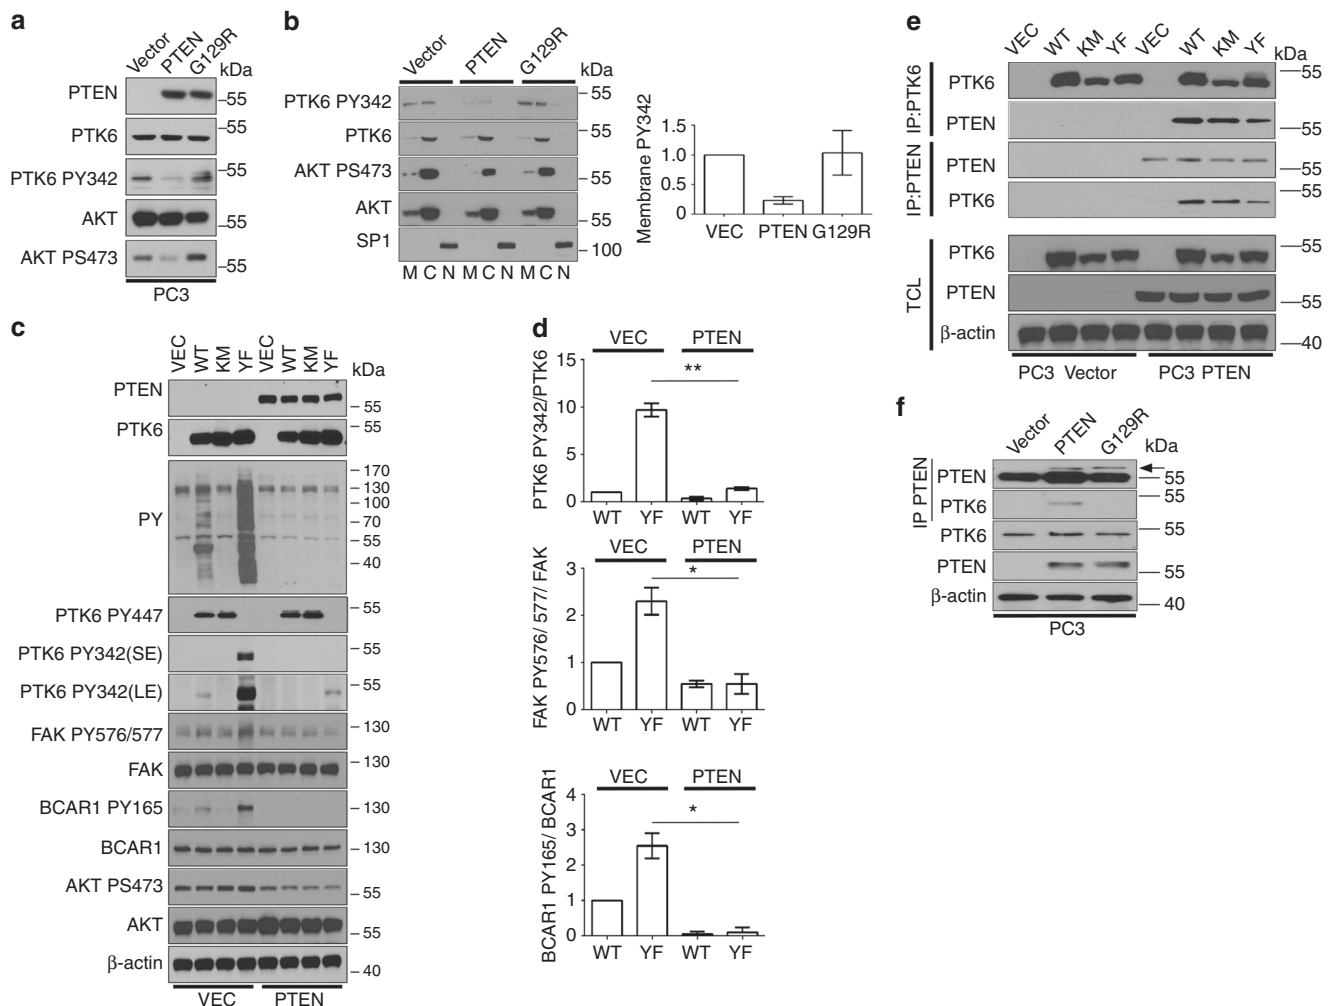 a
Vector PTEN G129R
kDa
PTEN
55
PTK6
55
PTK6 PY342
55
AKT
55
AKT PS473
55
PC3
b
Vector PTEN G129R
kDa
PTK6 PY342
55
PTK6
55
AKT PS473
55
AKT
55
SP1
100
M C N M C N M C N
Membrane PY342
1.5
1.0
0.5
0
VEC PTEN G129R
c
VEC WT KM YF VEC WT KM YF
kDa
PTEN
55
PTK6
55
PY
170
130
100
70
55
40
PTK6 PY447
55
PTK6 PY342(SE)
55
PTK6 PY342(LE)
55
FAK PY576/577
130
FAK
130
BCAR1 PY165
130
BCAR1
130
AKT PS473
55
AKT
55
β-actin
40
VEC PTEN
d
VEC PTEN
PTK6 PY342/PTK6
15
10
5
0
**
WT YF WT YF
VEC PTEN
FAK PY576/ 577/ FAK
3
2
1
0
*
WT YF WT YF
VEC PTEN
BCAR1 PY165/ BCAR1
4
3
2
1
0
*
WT YF WT YF
e
VEC WT KM YF VEC WT KM YF
kDa
IP:PTK6
PTK6
55
PTEN
55
IP:PTEN
PTEN
55
PTK6
55
TCL
PTK6
55
PTEN
55
β-actin
40
PC3 Vector PC3 PTEN
f
Vector PTEN G129R
kDa
IP PTEN
PTEN
55
PTK6
55
PTK6
55
PTEN
55
β-actin
40
PC3